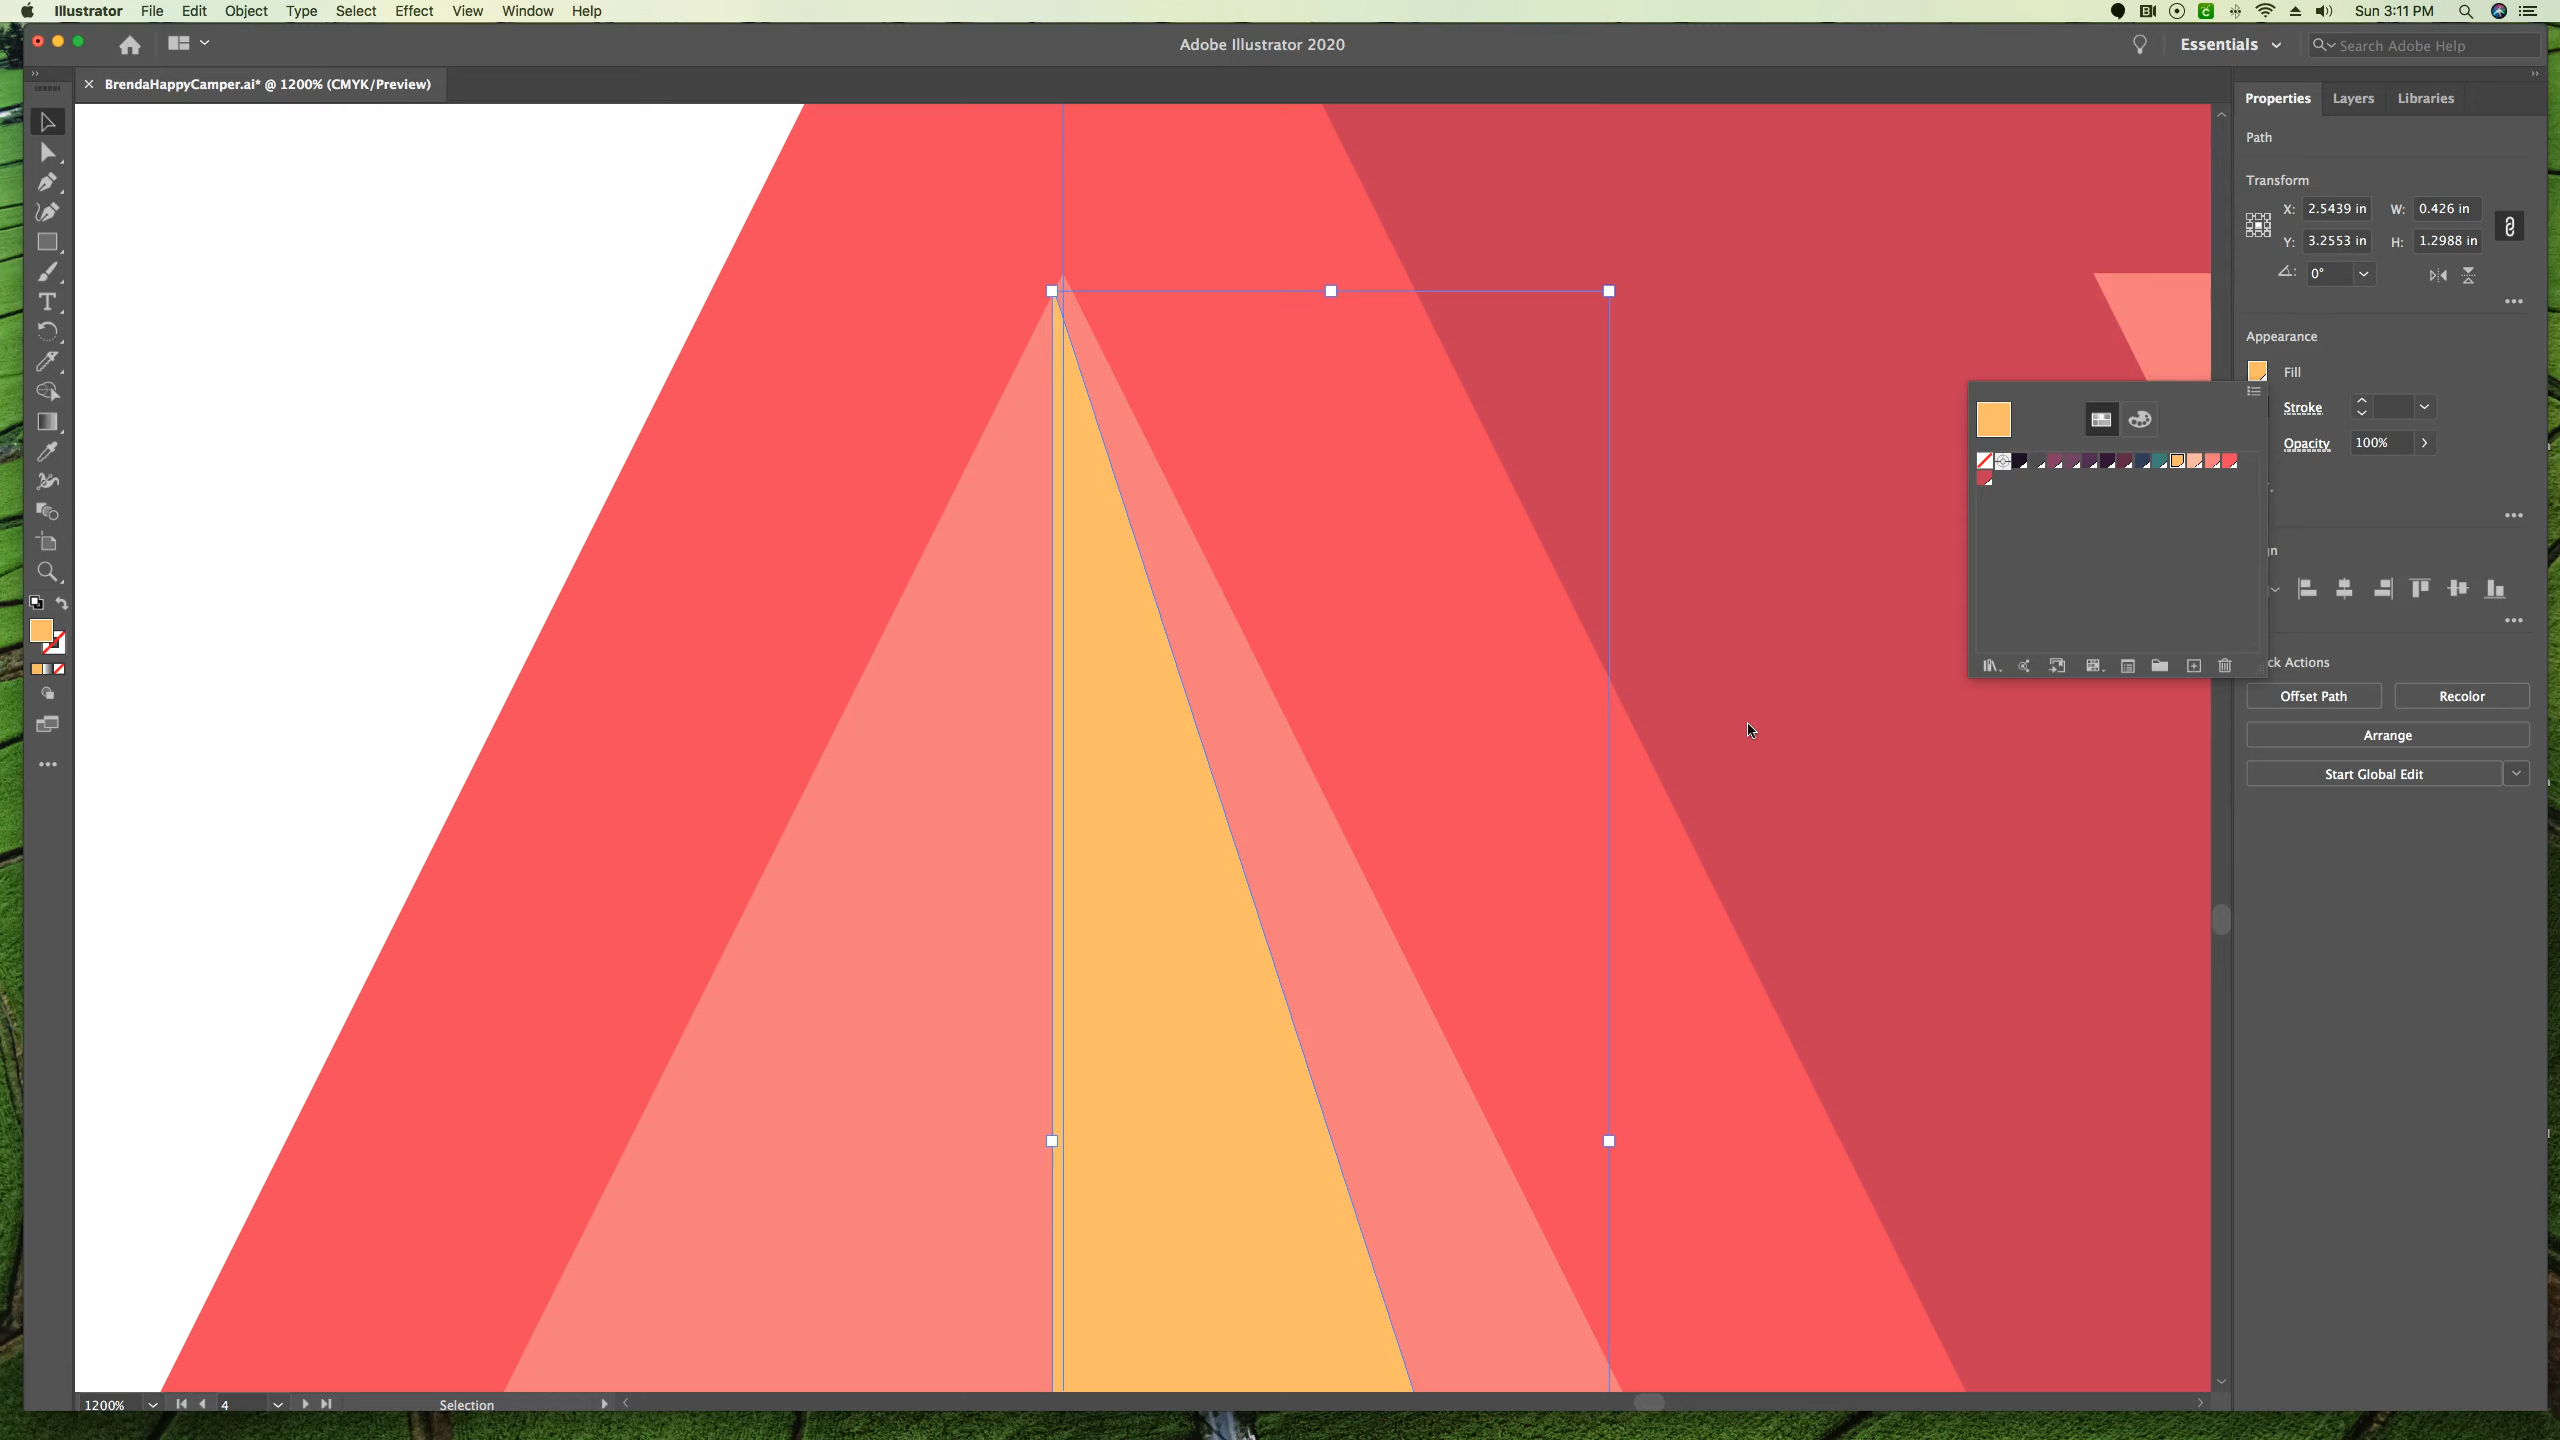 Illustrator File Edit Object Type Select Effect View Window Help Sun 3:11 PM
Adobe Illustrator 2020 Essentials Search Adobe Help
BrendaHappyCamper.ai* @ 1200% (CMYK/Preview)
Properties Layers Libraries
Path
Transform
X: 2.5439 in W: 0.426 in
Y: 3.2553 in H: 1.2988 in
0°
Appearance
Fill
Stroke
Opacity 100%
gn
ck Actions
Offset Path Recolor
Arrange
Start Global Edit
1200% 4 Selection